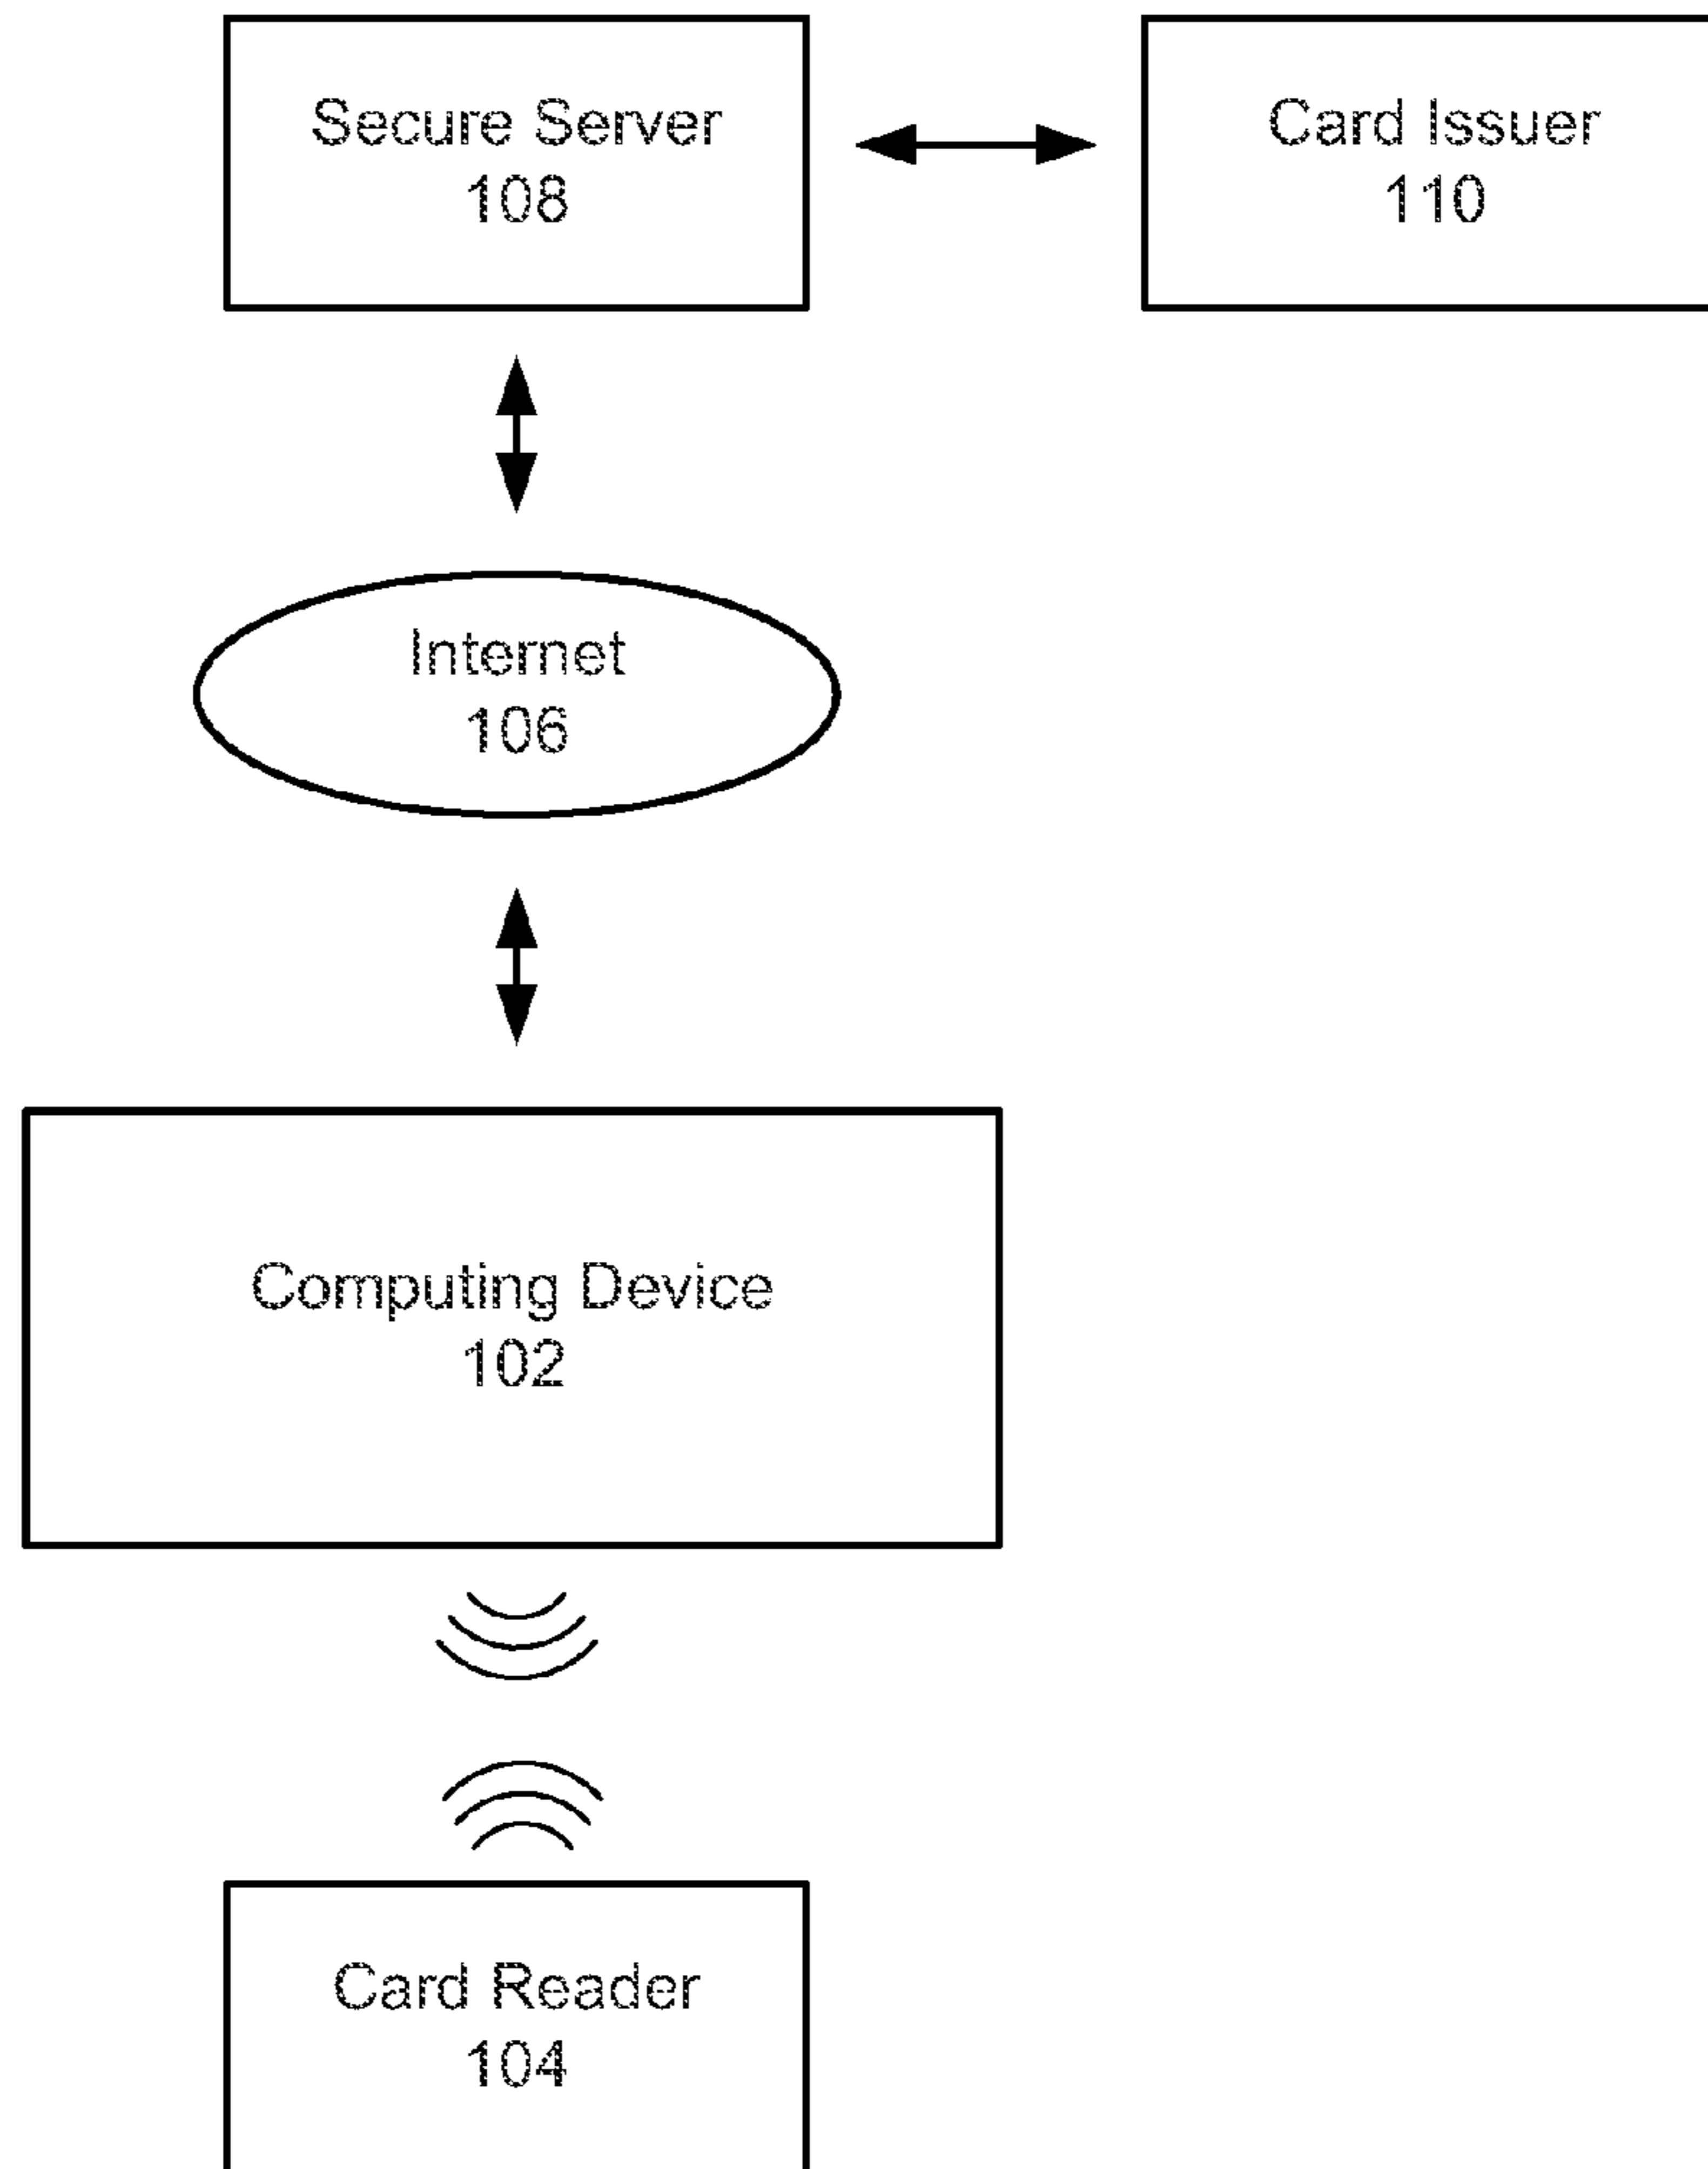 Secure Server
108
Card Issuer
110
Internet
106
Computing Device
102
Card Reader
104